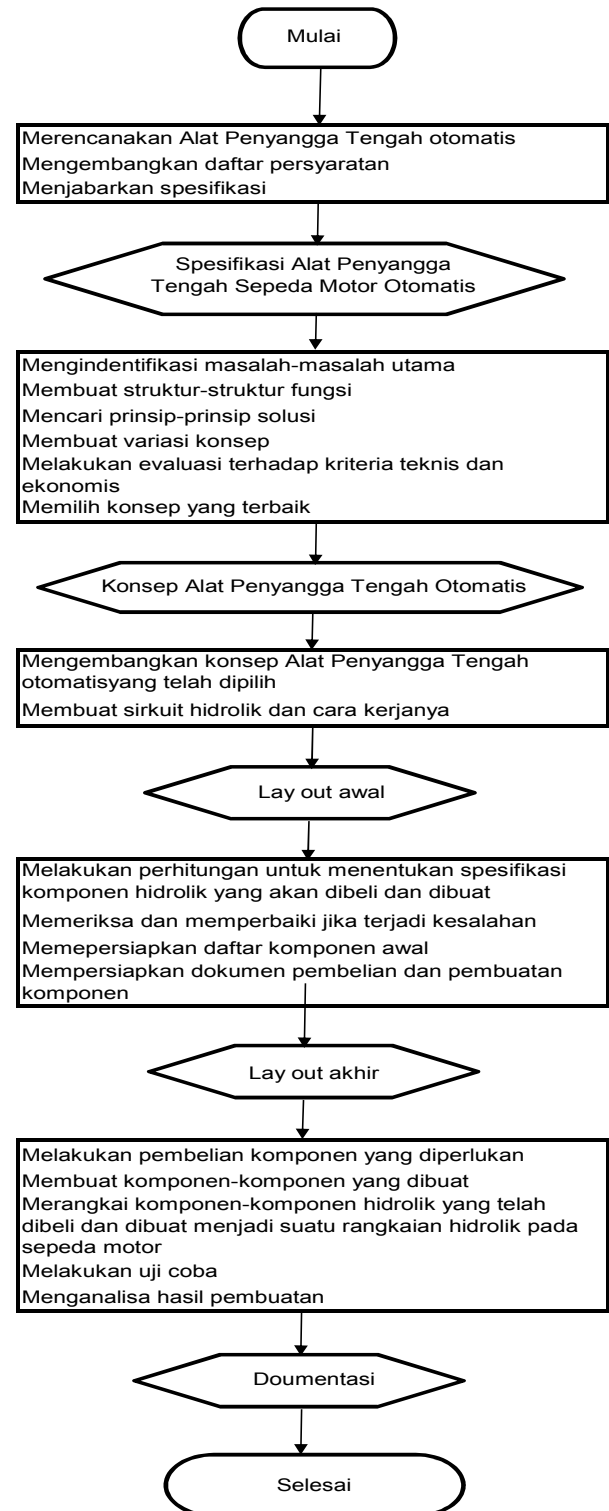 Mulai
Merencanakan Alat Penyangga Tengah otomatis
Mengembangkan daftar persyaratan
Menjabarkan spesifikasi
Spesifikasi Alat Penyangga
Tengah Sepeda Motor Otomatis
Mengindentifikasi masalah-masalah utama
Membuat struktur-struktur fungsi
Mencari prinsip-prinsip solusi
Membuat variasi konsep
Melakukan evaluasi terhadap kriteria teknis dan
ekonomis
Memilih konsep yang terbaik
Konsep Alat Penyangga Tengah Otomatis
Mengembangkan konsep Alat Penyangga Tengah
otomatisyang telah dipilih
Membuat sirkuit hidrolik dan cara kerjanya
Lay out awal
Melakukan perhitungan untuk menentukan spesifikasi
komponen hidrolik yang akan dibeli dan dibuat
Memeriksa dan memperbaiki jika terjadi kesalahan
Memepersiapkan daftar komponen awal
Mempersiapkan dokumen pembelian dan pembuatan
komponen
Lay out akhir
Melakukan pembelian komponen yang diperlukan
Membuat komponen-komponen yang dibuat
Merangkai komponen-komponen hidrolik yang telah
dibeli dan dibuat menjadi suatu rangkaian hidrolik pada
sepeda motor
Melakukan uji coba
Menganalisa hasil pembuatan
Doumentasi
Selesai